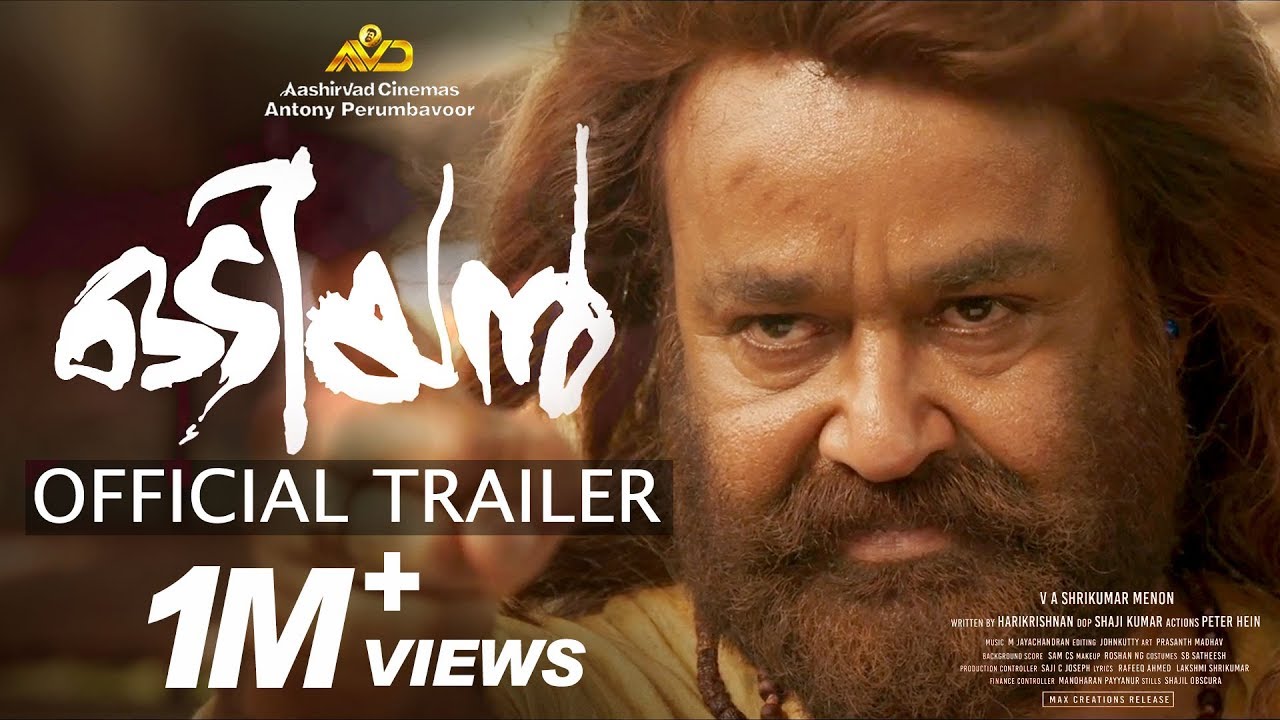 Aashirvad Cinemas
Antony Perumbavoor
ഒടിയൻ
OFFICIAL TRAILER
1M+
VIEWS
V A SHRIKUMAR MENON
WRITTEN BY HARIKRISHNAN DOP SHAJI KUMAR ACTIONS PETER HEIN
MUSIC M JAYACHANDRAN EDITING JOHNKUTTY ART PRASANTH MADHAV
BACKGROUND SCORE SAM CS MAKEUP ROSHAN NG COSTUMES SB SATHEESH
PRODUCTION CONTROLLER SAJI C JOSEPH LYRICS RAFEEQ AHMED LAKSHMI SHRIKUMAR
FINANCE CONTROLLER MANOHARAN PAYYANUR STILLS SHAJIL OBSCURA
MAX CREATIONS RELEASE